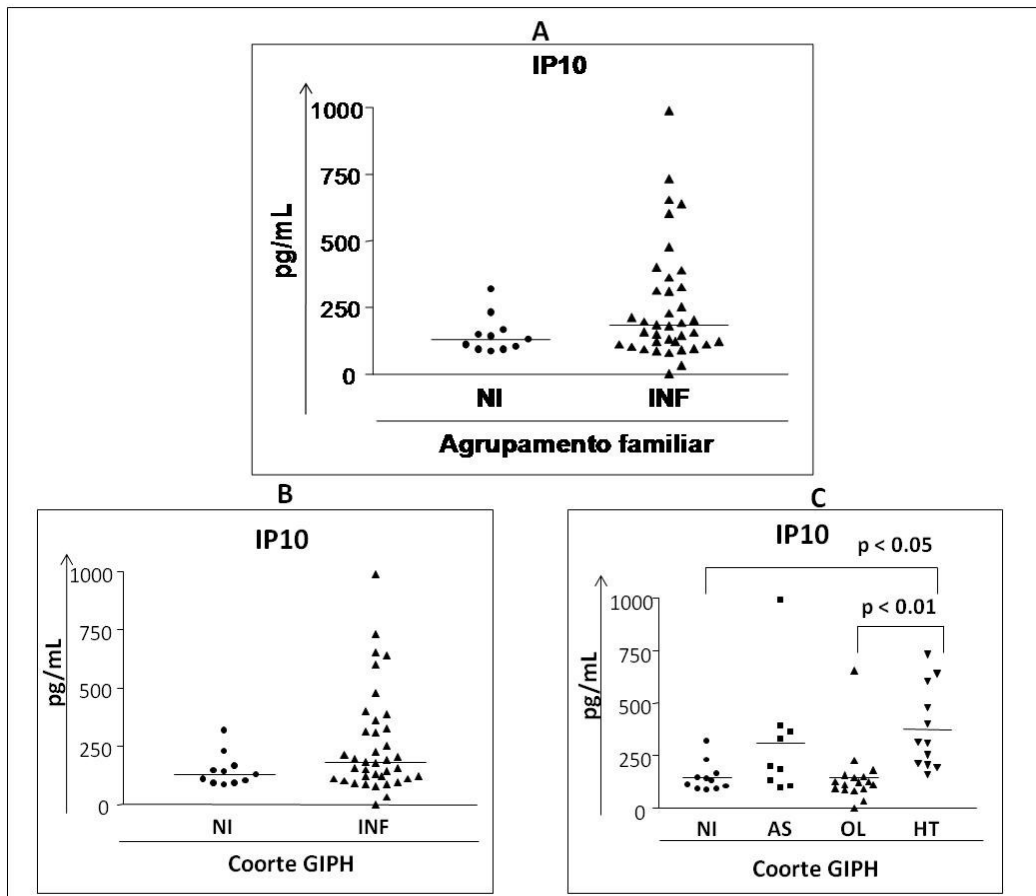 A
IP10
pg/mL
1000
750
500
250
0
NI INF
Agrupamento familiar
B
IP10
pg/mL
1000
750
500
250
0
NI INF
Coorte GIPH
C
IP10
p < 0.05
p < 0.01
pg/mL
1000
750
500
250
0
NI AS OL HT
Coorte GIPH